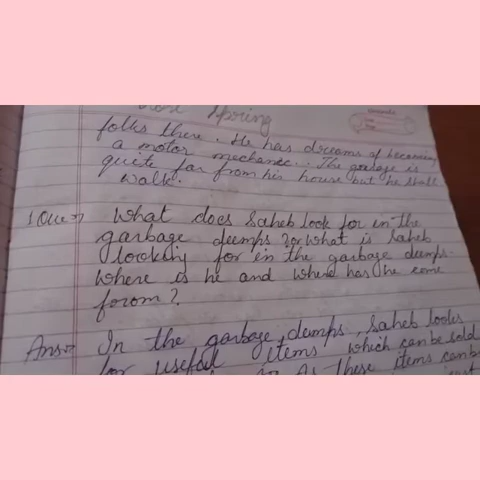 Spring
folks there. He has dreams of becoming
a motor mechanic.. The garage is
quite far from his house but he shall
walk.
1 Que⇒ What does Saheb look for in the
garbage dumps? or what is Saheb
looking for in the garbage dumps.
Where is he and where has he come
forom?
Ans⇒ In the garbage dumps, Saheb looks
for useful items which can be sold
As these items can be